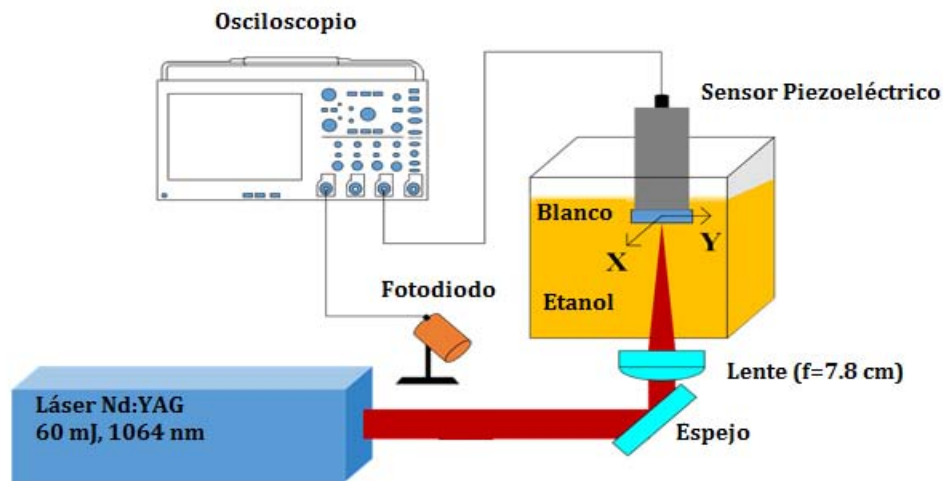 Osciloscopio
Sensor Piezoeléctrico
Blanco
X
Y
Fotodiodo
Etanol
Lente (f=7.8 cm)
Láser Nd:YAG
60 mJ, 1064 nm
Espejo